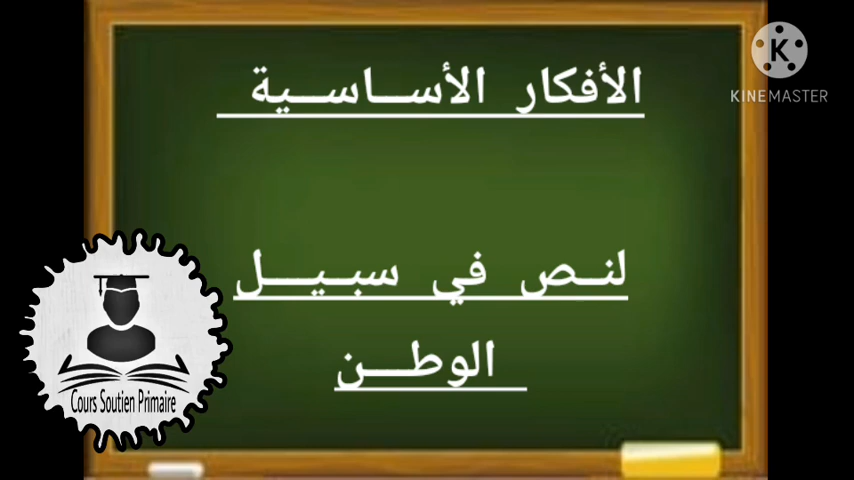 الأفكار الأساسية
KINEMASTER
لنص في سبيل
الوطن
Cours Soutien Primaire